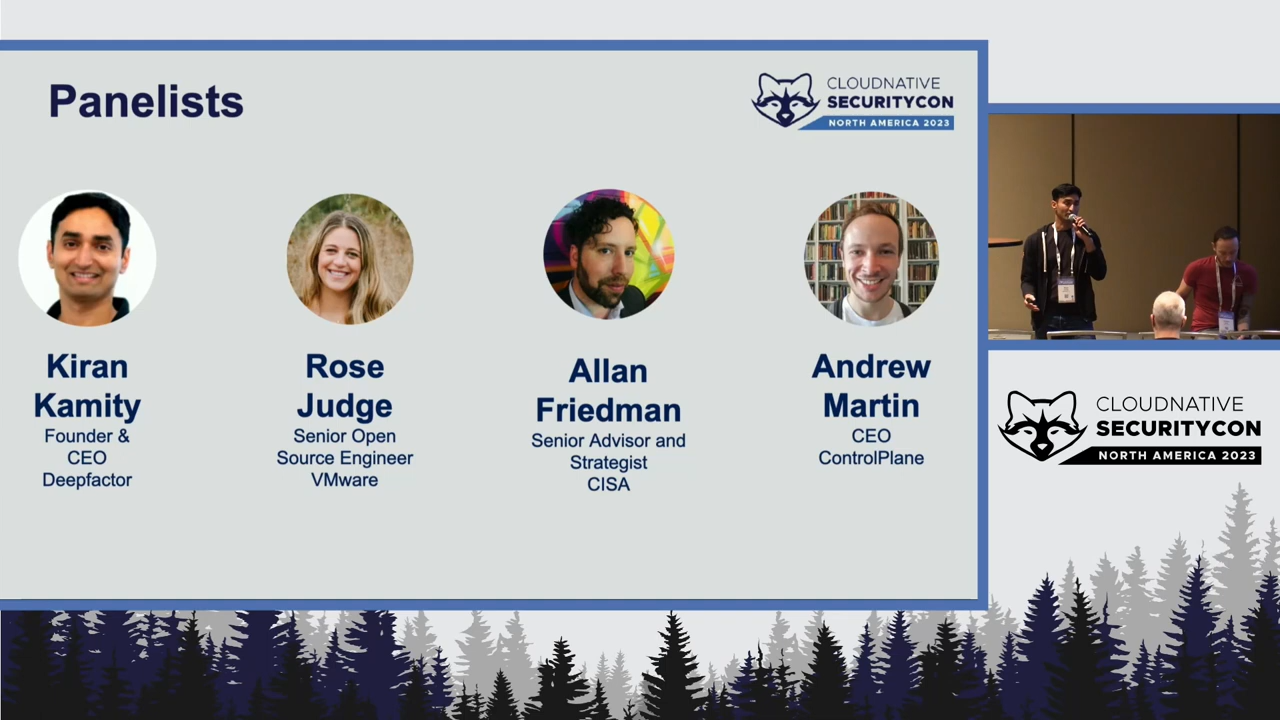 Panelists
CLOUDNATIVE
SECURITYCON
NORTH AMERICA 2023
Kiran
Kamity
Founder &
CEO
Deepfactor
Rose
Judge
Senior Open
Source Engineer
VMware
Allan
Friedman
Senior Advisor and
Strategist
CISA
Andrew
Martin
CEO
ControlPlane
CLOUDNATIVE
SECURITYCON
NORTH AMERICA 2023